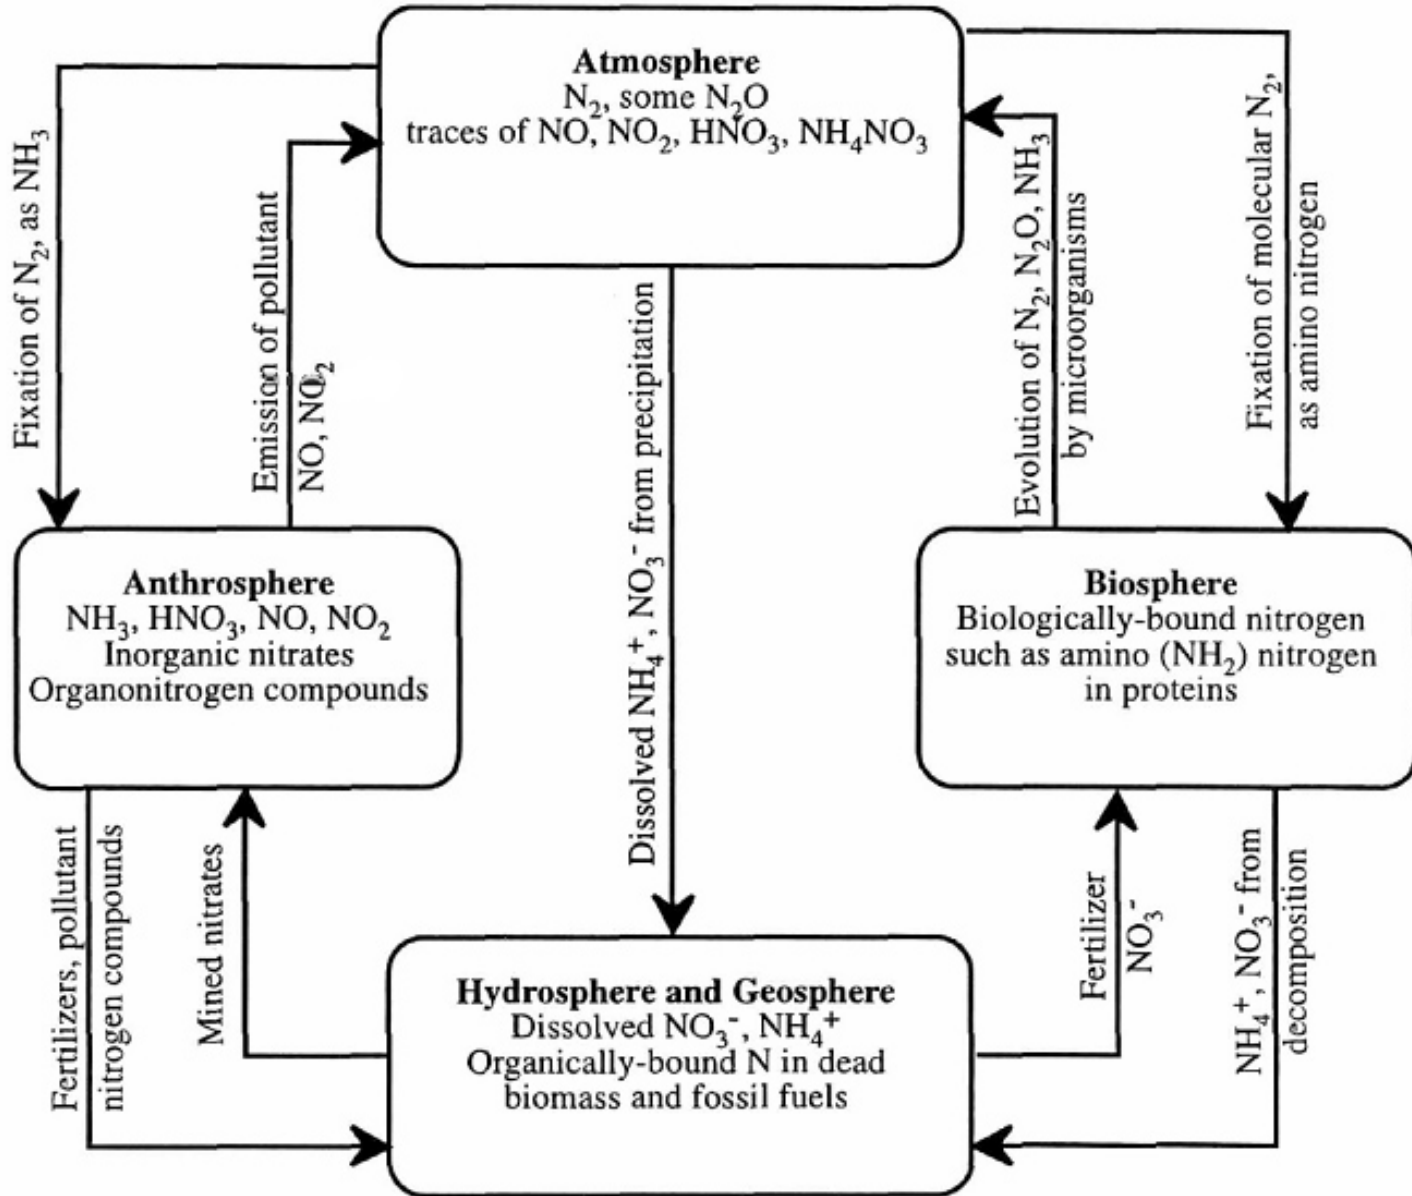 Atmosphere
N₂, some N₂O
traces of NO, NO₂, HNO₃, NH₄NO₃
Fixation of N₂, as NH₃
Emission of pollutant
NO, NO₂
Dissolved NH₄⁺, NO₃⁻ from precipitation
Evolution of N₂, N₂O, NH₃
by microorganisms
Fixation of molecular N₂,
as amino nitrogen
Anthrosphere
NH₃, HNO₃, NO, NO₂
Inorganic nitrates
Organonitrogen compounds
Biosphere
Biologically-bound nitrogen
such as amino (NH₂) nitrogen
in proteins
Fertilizers, pollutant
nitrogen compounds
Mined nitrates
Fertilizer
NO₃⁻
NH₄⁺, NO₃⁻ from
decomposition
Hydrosphere and Geosphere
Dissolved NO₃⁻, NH₄⁺
Organically-bound N in dead
biomass and fossil fuels